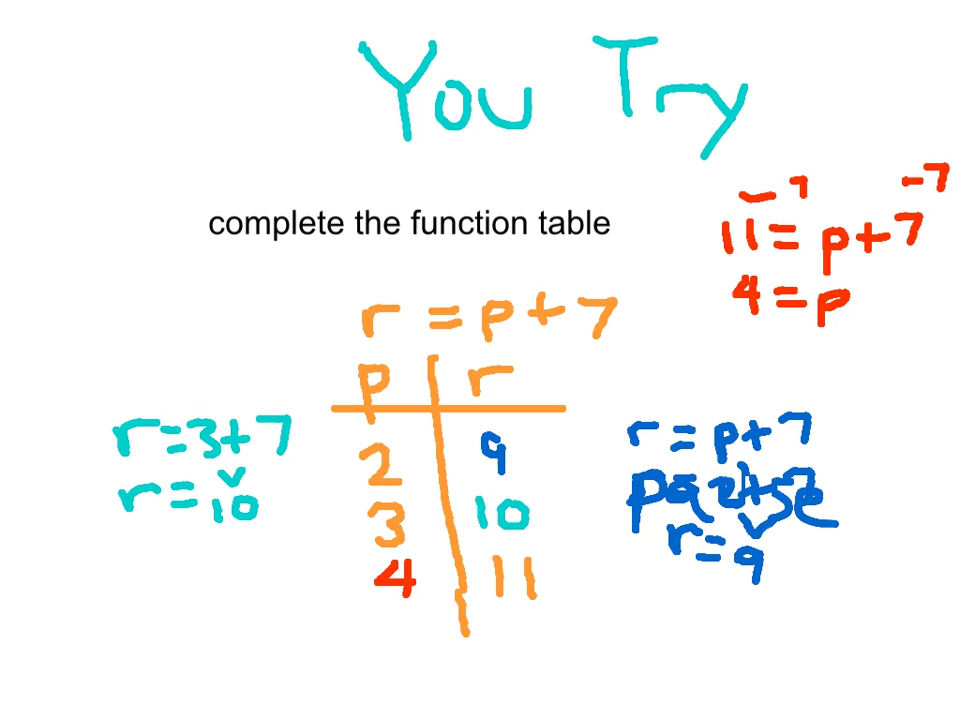 You Try
complete the function table
-7 -7
11 = p+7
4 = p
r = p + 7
p r
2 9
3 10
4 11
r = 3+7
r = 10
r = p+7
r = 9